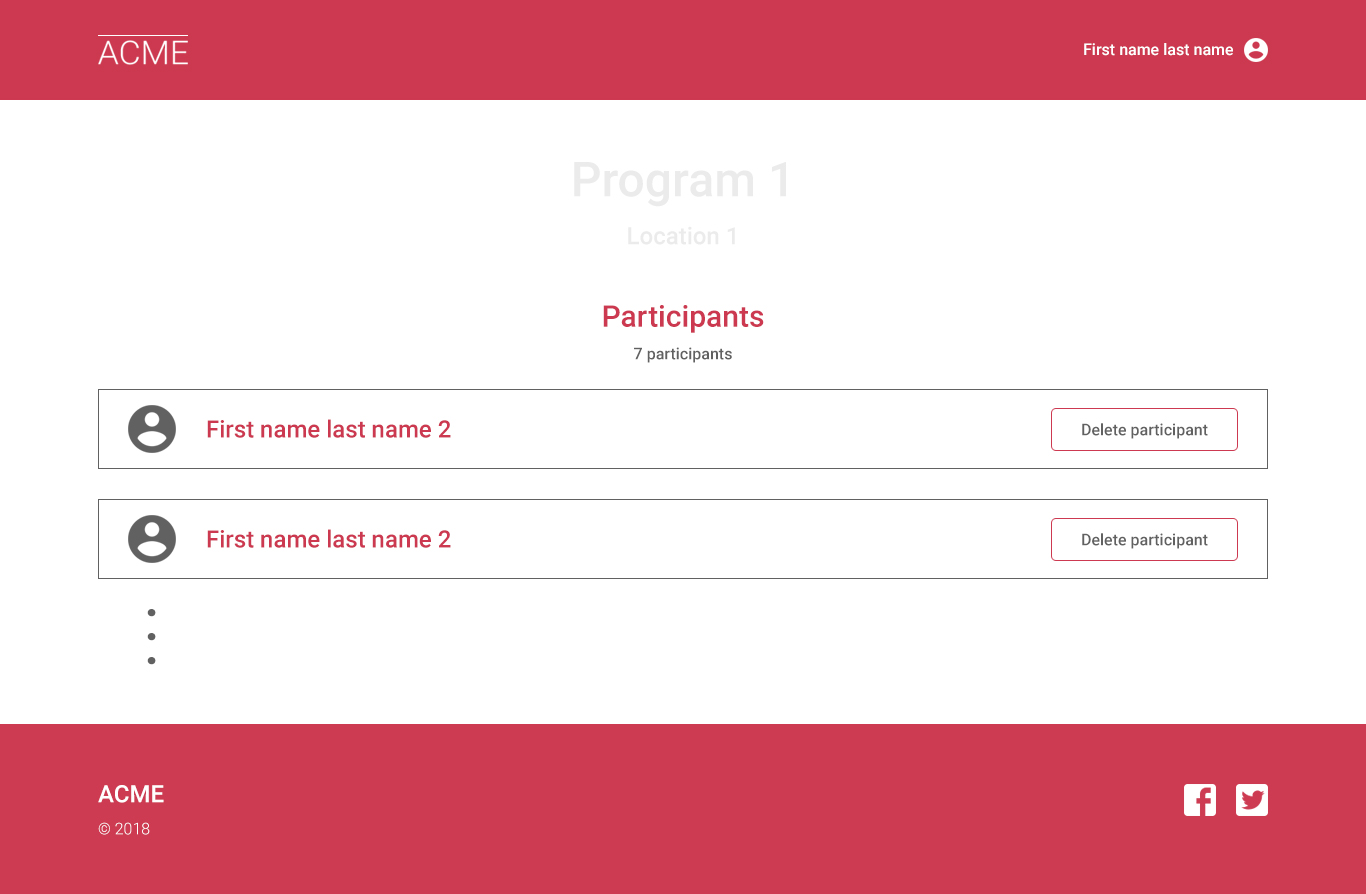 ACME
First name last name
Program 1
Location 1
Participants
7 participants
First name last name 2
Delete participant
First name last name 2
Delete participant
ACME
© 2018